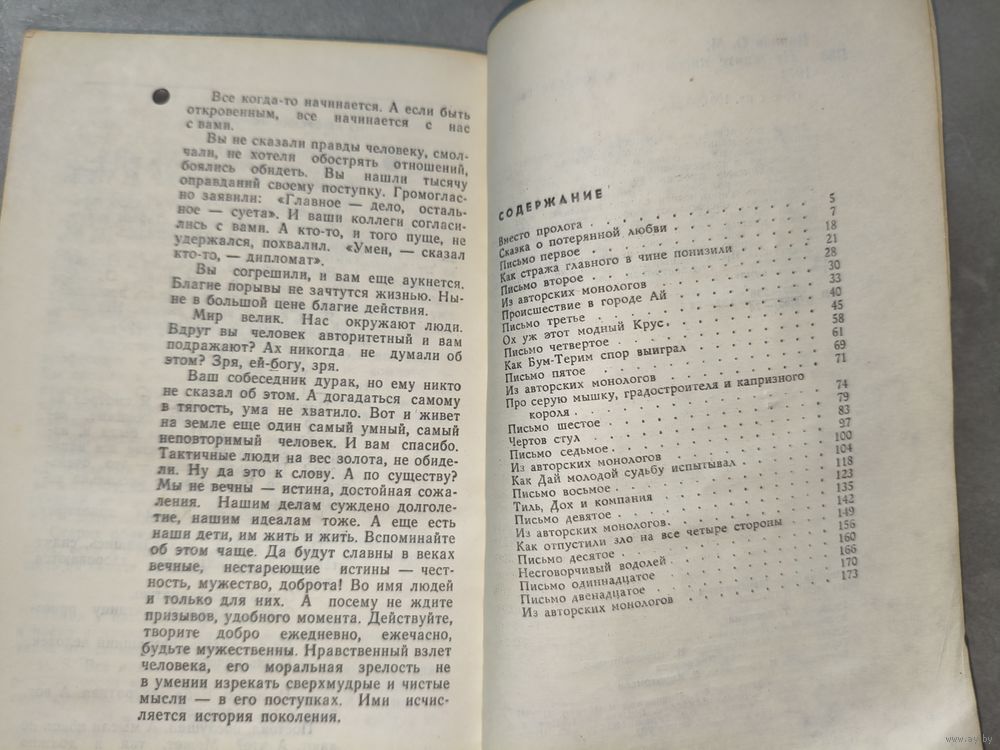 Все когда-то начинается. А если быть
откровенным, все начинается с нас
с вами.
Вы не сказали правды человеку, смол-
чали, не хотели обострять отношений,
боялись обидеть. Вы нашли тысячу
оправданий своему поступку. Громоглас-
но заявили: «Главное — дело, осталь-
ное — суета». И ваши коллеги согласи-
лись с вами. А кто-то, и того пуще, не
удержался, похвалил. «Умен, — сказал
кто-то, — дипломат».
Вы согрешили, и вам еще аукнется.
Благие порывы не зачтутся жизнью. Ны-
не в большой цене благие действия.
Мир велик. Нас окружают люди.
Вдруг вы человек авторитетный и вам
подражают? Ах никогда не думали об
этом? Зря, ей-богу, зря.
Ваш собеседник дурак, но ему никто
не сказал об этом. А догадаться самому
в тягость, ума не хватило. Вот и живет
на земле еще один самый умный, самый
неповторимый человек. И вам спасибо.
Тактичные люди на вес золота, не обиде-
ли. Ну да это к слову. А по существу?
Мы не вечны — истина, достойная сожа-
ления. Нашим делам суждено долголе-
тие, нашим идеалам тоже. А еще есть
наши дети, им жить и жить. Вспоминайте
об этом чаще. Да будут славны в веках
вечные, нестареющие истины — чест-
ность, мужество, доброта! Во имя людей
и только для них. А посему не ждите
призывов, удобного момента. Действуйте,
творите добро ежедневно, ежечасно,
будьте мужественны. Нравственный взлет
человека, его моральная зрелость не
в умении изрекать сверхмудрые и чистые
мысли — в его поступках. Ими исчис-
ляется история поколения.
СОДЕРЖАНИЕ
Вместо пролога . . . 5
Сказка о потерянной любви . . . 7
Письмо первое . . . 18
Как стража главного в чине понизили . . . 21
Письмо второе . . . 28
Из авторских монологов . . . 30
Происшествие в городе Ай . . . 33
Письмо третье . . . 40
Ох уж этот модный Крус . . . 45
Письмо четвертое . . . 58
Как Бум-Терим спор выиграл . . . 61
Письмо пятое . . . 69
Из авторских монологов . . . 71
Про серую мышку, градостроителя и капризного
короля . . . 74
Письмо шестое . . . 79
Чертов стул . . . 83
Письмо седьмое . . . 97
Из авторских монологов . . . 100
Как Дай молодой судьбу испытывал . . . 104
Письмо восьмое . . . 118
Тиль, Дох и компания . . . 123
Письмо девятое . . . 135
Из авторских монологов . . . 142
Как отпустили зло на все четыре стороны . . . 149
Письмо десятое . . . 156
Несговорчивый водолей . . . 160
Письмо одиннадцатое . . . 166
Письмо двенадцатое . . . 170
Из авторских монологов . . . 173
www.ay.by